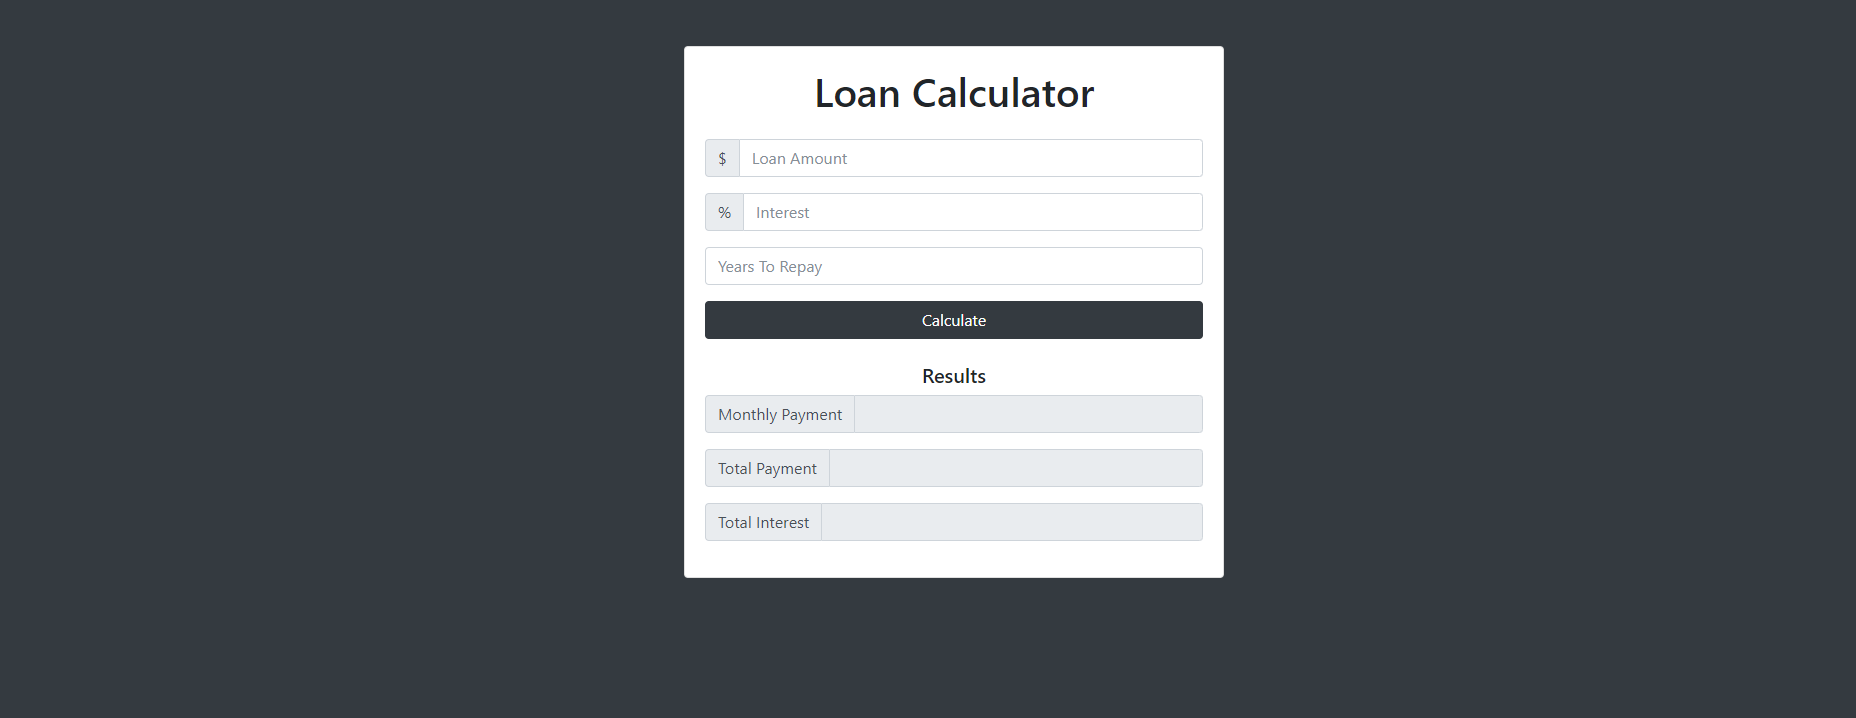 Loan Calculator
$ Loan Amount
% Interest
Years To Repay
Calculate
Results
Monthly Payment
Total Payment
Total Interest